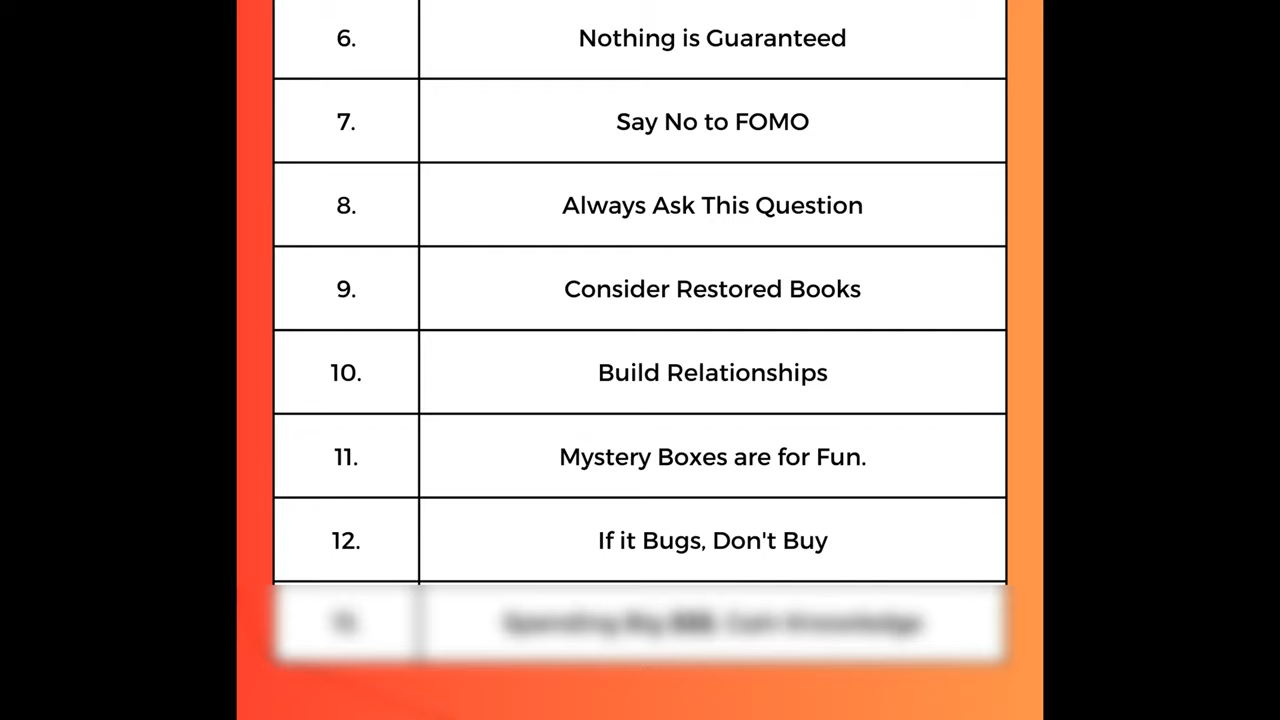 6. Nothing is Guaranteed
7. Say No to FOMO
8. Always Ask This Question
9. Consider Restored Books
10. Build Relationships
11. Mystery Boxes are for Fun.
12. If it Bugs, Don't Buy